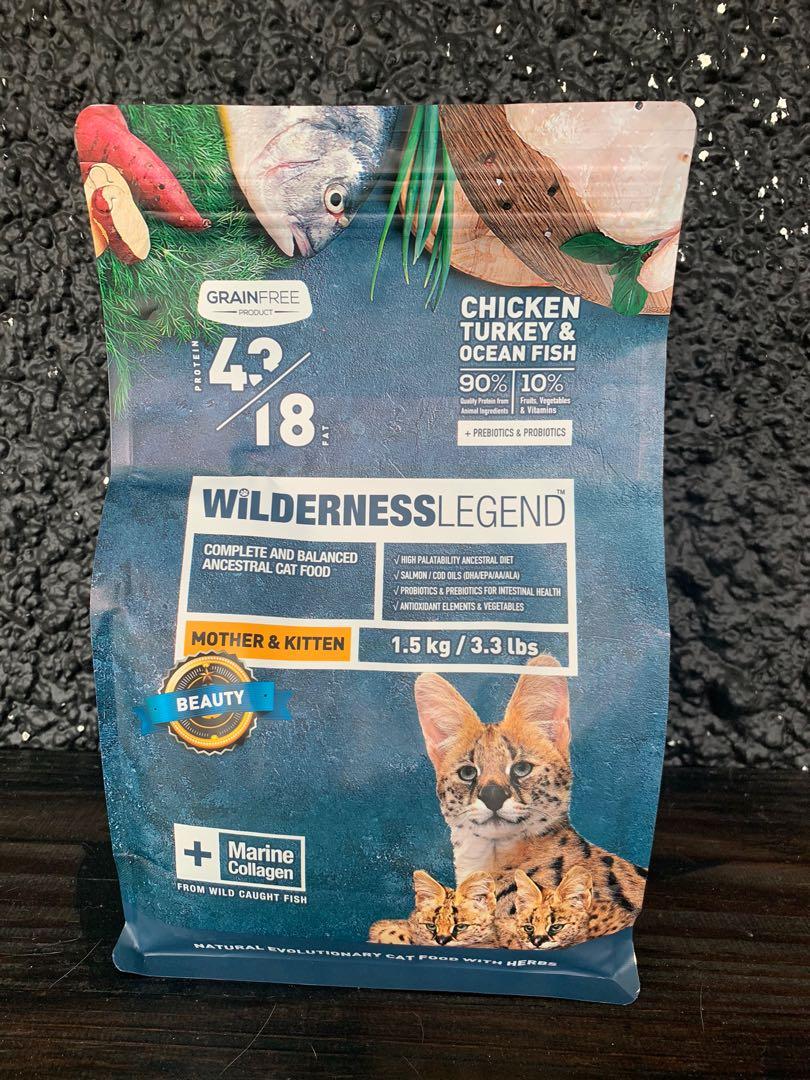 GRAINFREE
PRODUCT
PROTEIN
43
18
FAT
CHICKEN
TURKEY &
OCEAN FISH
90%
Quality Protein from
Animal Ingredients
10%
Fruits, Vegetables
& Vitamins
+ PREBIOTICS & PROBIOTICS
WiLDERNESSLEGEND™
COMPLETE AND BALANCED
ANCESTRAL CAT FOOD
√ HIGH PALATABILITY ANCESTRAL DIET
√ SALMON / COD OILS (DHA/EPA/AA/ALA)
√ PROBIOTICS & PREBIOTICS FOR INTESTINAL HEALTH
√ ANTIOXIDANT ELEMENTS & VEGETABLES
MOTHER & KITTEN
1.5 kg / 3.3 lbs
BEAUTY
+ Marine
Collagen
FROM WILD CAUGHT FISH
NATURAL EVOLUTIONARY CAT FOOD WITH HERBS